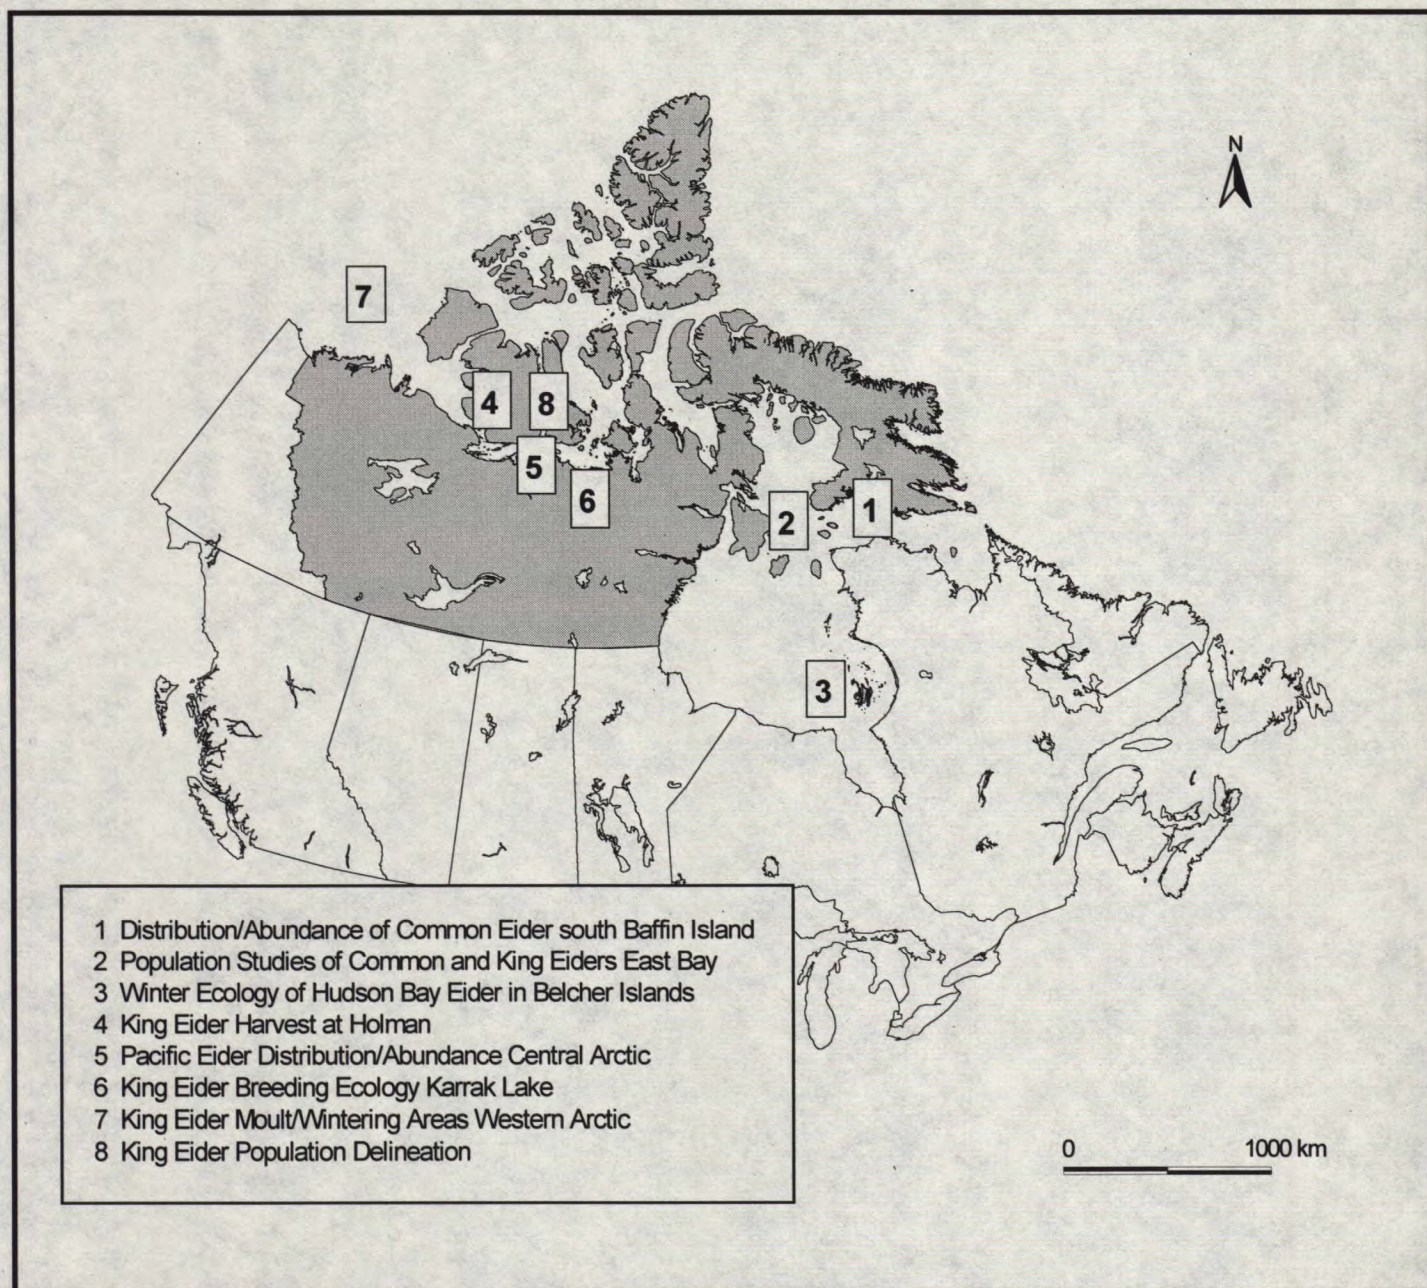 N
7
4
8
5
6
2
1
3
1 Distribution/Abundance of Common Eider south Baffin Island
2 Population Studies of Common and King Eiders East Bay
3 Winter Ecology of Hudson Bay Eider in Belcher Islands
4 King Eider Harvest at Holman
5 Pacific Eider Distribution/Abundance Central Arctic
6 King Eider Breeding Ecology Karrak Lake
7 King Eider Moult/Wintering Areas Western Arctic
8 King Eider Population Delineation
0 1000 km